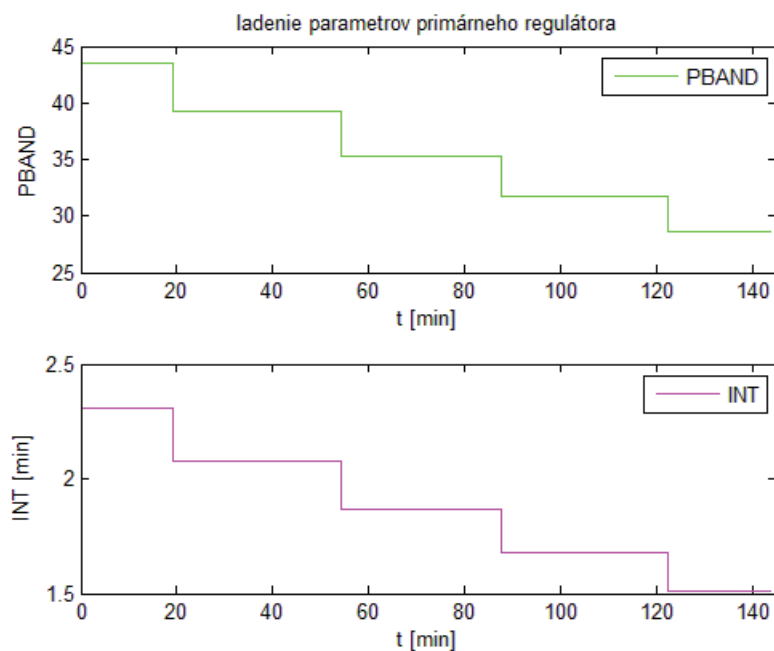 ladenie parametrov primárneho regulátora
45
40
35
30
25
PBAND
PBAND
0 20 40 60 80 100 120 140
t [min]
2.5
2
1.5
INT [min]
INT
0 20 40 60 80 100 120 140
t [min]